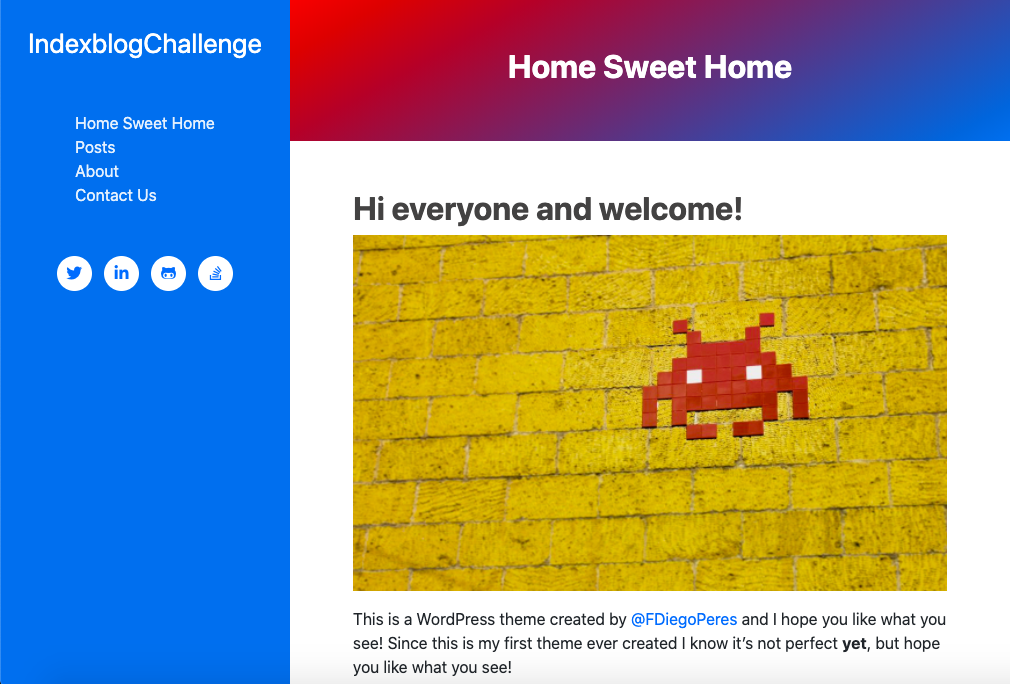 IndexblogChallenge
Home Sweet Home
Posts
About
Contact Us
Home Sweet Home
Hi everyone and welcome!
This is a WordPress theme created by @FDiegoPeres and I hope you like what you
see! Since this is my first theme ever created I know it’s not perfect yet, but hope
you like what you see!